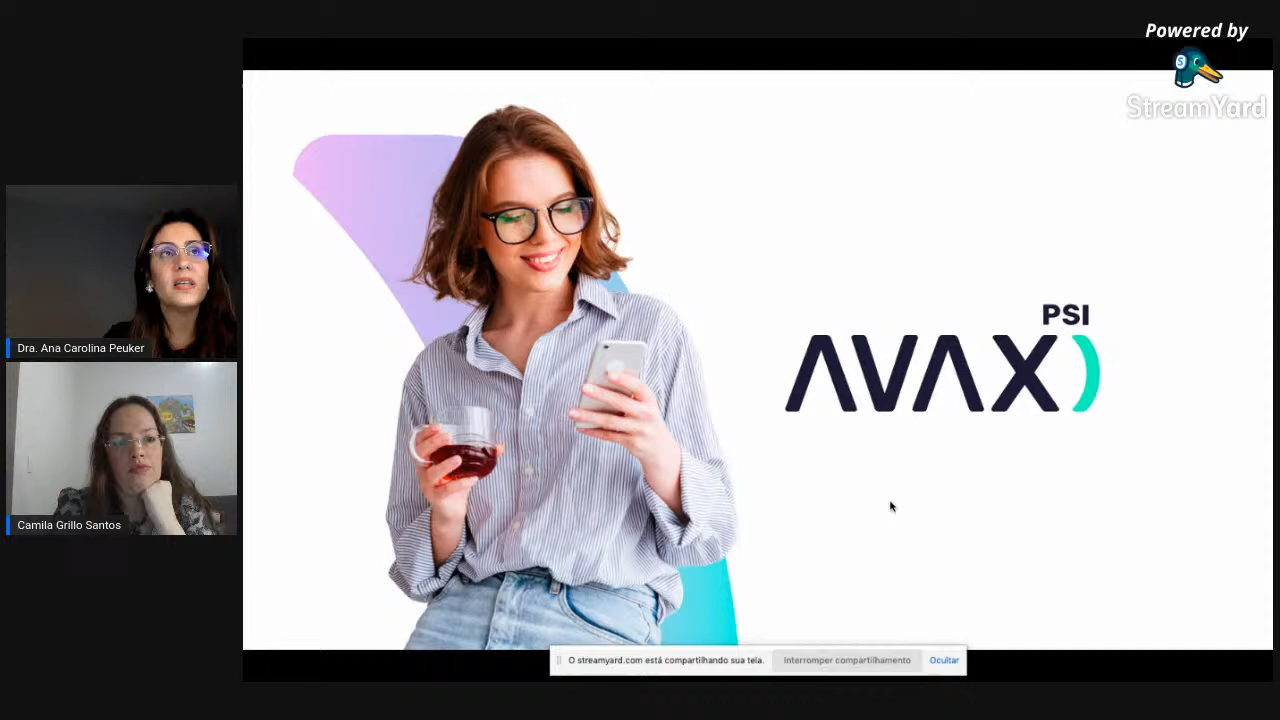 Powered by
StreamYard
Dra. Ana Carolina Peuker
Camila Grillo Santos
PSI
AVAX)
O streamyard.com está compartilhando sua tela. Interromper compartilhamento Ocultar